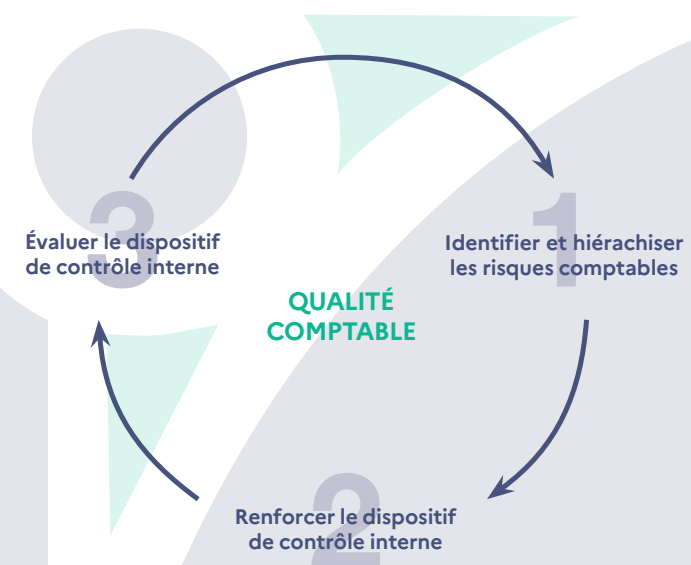 1
Identifier et hiérachiser
les risques comptables
2
Renforcer le dispositif
de contrôle interne
3
Évaluer le dispositif
de contrôle interne
QUALITÉ
COMPTABLE